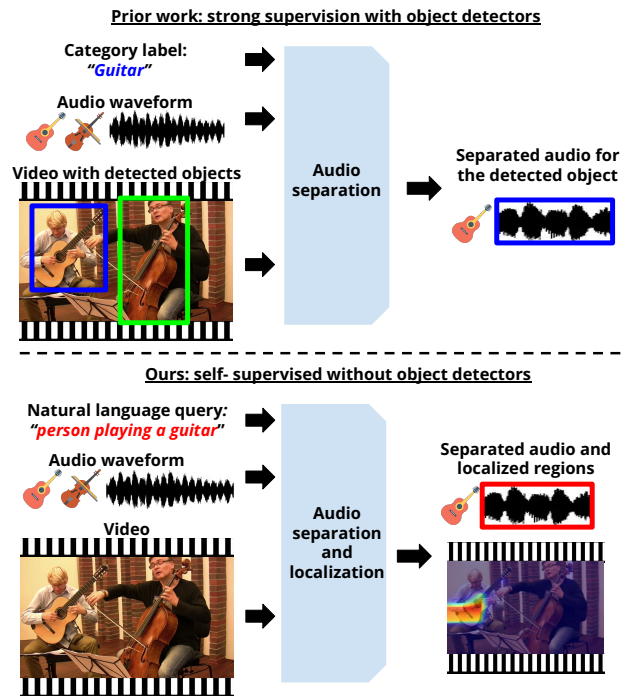 Prior work: strong supervision with object detectors
Category label:
“Guitar”
Audio waveform
Video with detected objects
Audio
separation
Separated audio for
the detected object
Ours: self- supervised without object detectors
Natural language query:
“person playing a guitar”
Audio waveform
Video
Audio
separation
and
localization
Separated audio and
localized regions